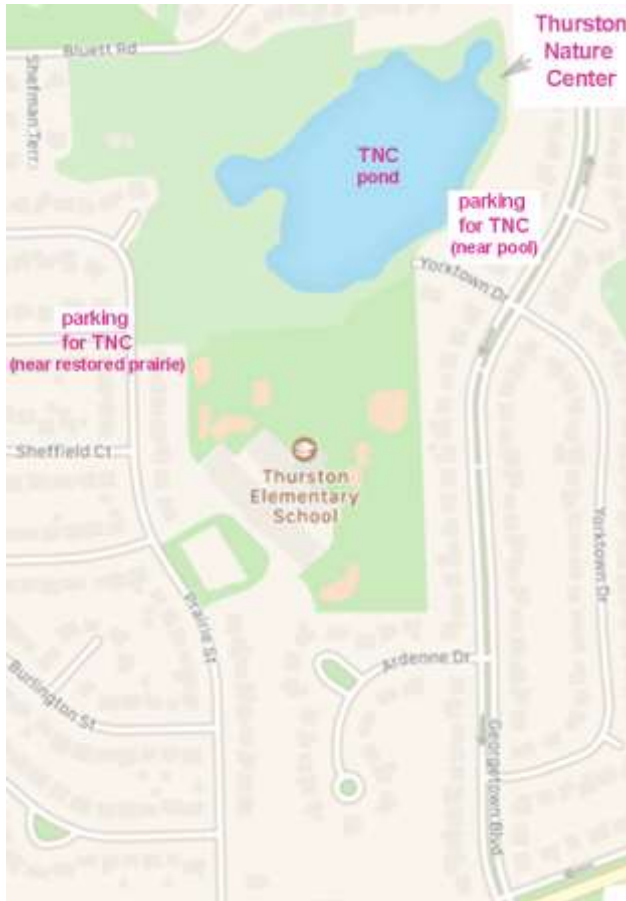 Thurston
Nature
Center
Bluett Rd
TNC
pond
parking
for TNC
(near pool)
Yorktown Dr
parking
for TNC
(near restored prairie)
Sheffield Ct
Thurston
Elementary
School
Yorktown Dr
Prairie St
Ardenne Dr
Burlington St
Georgetown Blvd